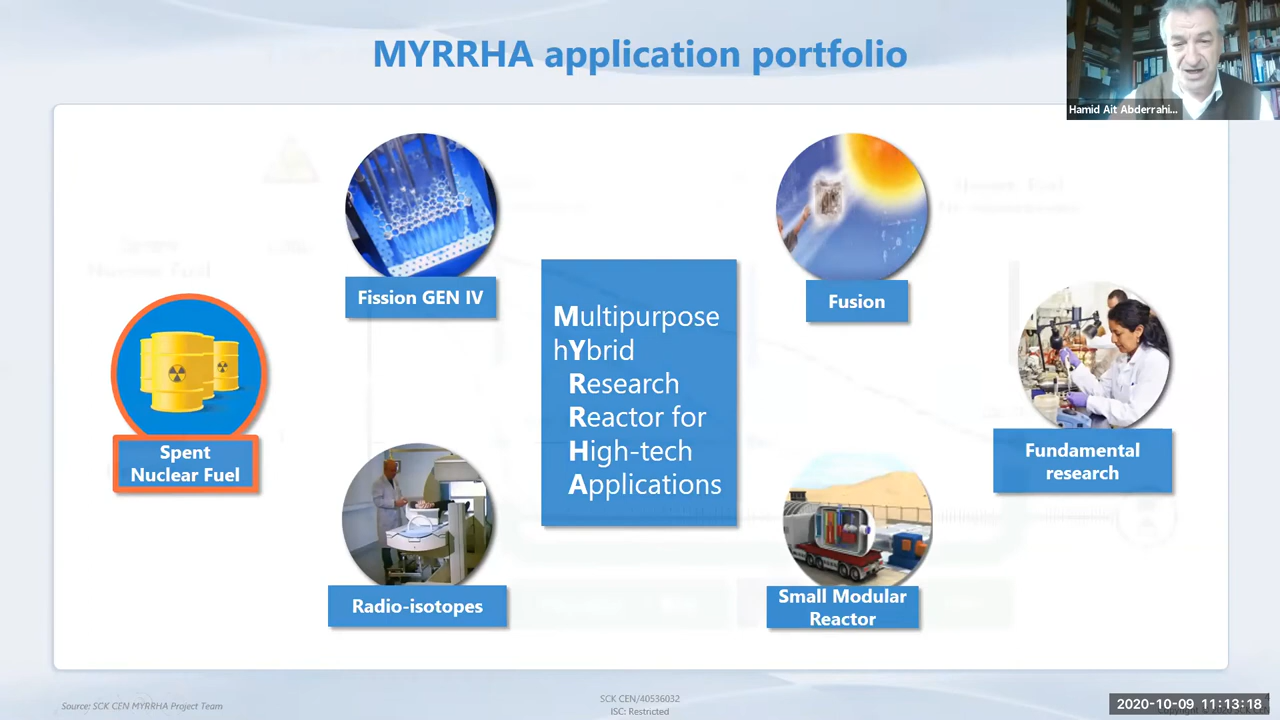 MYRRHA application portfolio
Hamid Ait Abderrahi...
Fission GEN IV
Fusion
Multipurpose
hYbrid
Research
Reactor for
High-tech
Applications
Spent
Nuclear Fuel
Fundamental
research
Radio-isotopes
Small Modular
Reactor
Source: SCK CEN MYRRHA Project Team
SCK CEN/40536032
ISC: Restricted
2020-10-09 11:13:18